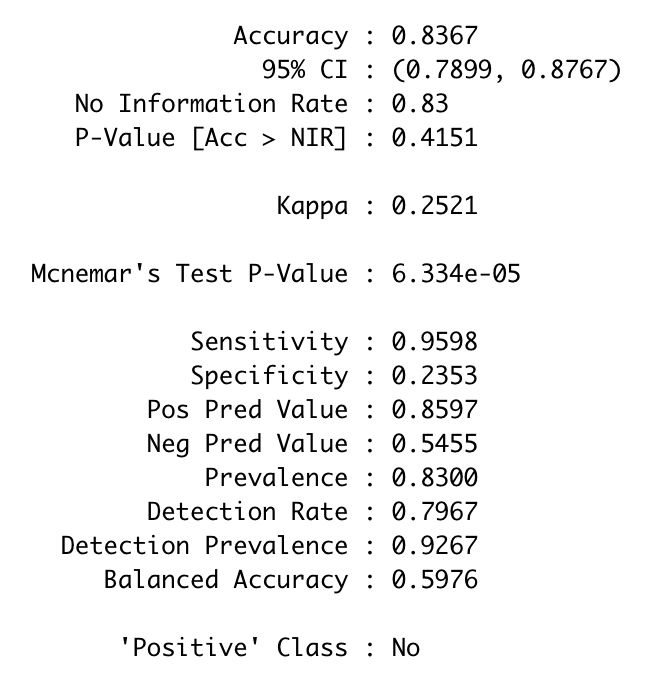 Accuracy : 0.8367
95% CI : (0.7899, 0.8767)
No Information Rate : 0.83
P-Value [Acc > NIR] : 0.4151
Kappa : 0.2521
Mcnemar's Test P-Value : 6.334e-05
Sensitivity : 0.9598
Specificity : 0.2353
Pos Pred Value : 0.8597
Neg Pred Value : 0.5455
Prevalence : 0.8300
Detection Rate : 0.7967
Detection Prevalence : 0.9267
Balanced Accuracy : 0.5976
'Positive' Class : No